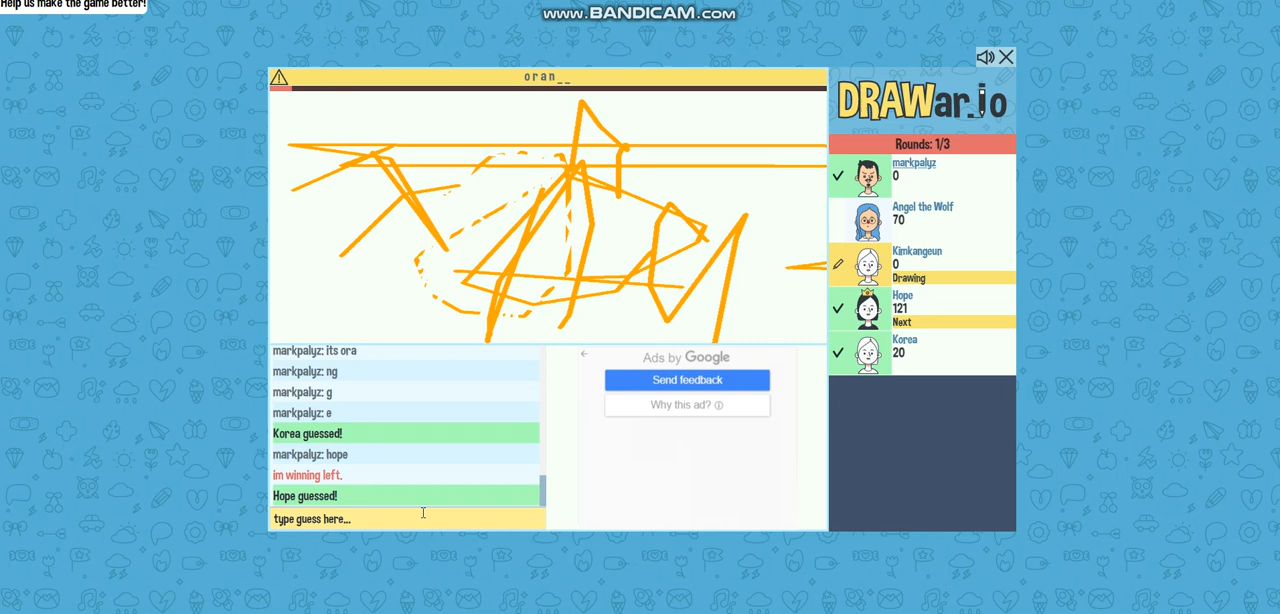 Help us make the game better!
www.BANDICAM.com
oran__
DRAWar.io
Rounds: 1/3
markpalyz
0
Angel the Wolf
70
Kimkangeun
0
Drawing
Hope
121
Next
Korea
20
markpalyz: its ora
markpalyz: ng
markpalyz: g
markpalyz: e
Korea guessed!
markpalyz: hope
im winning left.
Hope guessed!
type guess here...
Ads by Google
Send feedback
Why this ad?